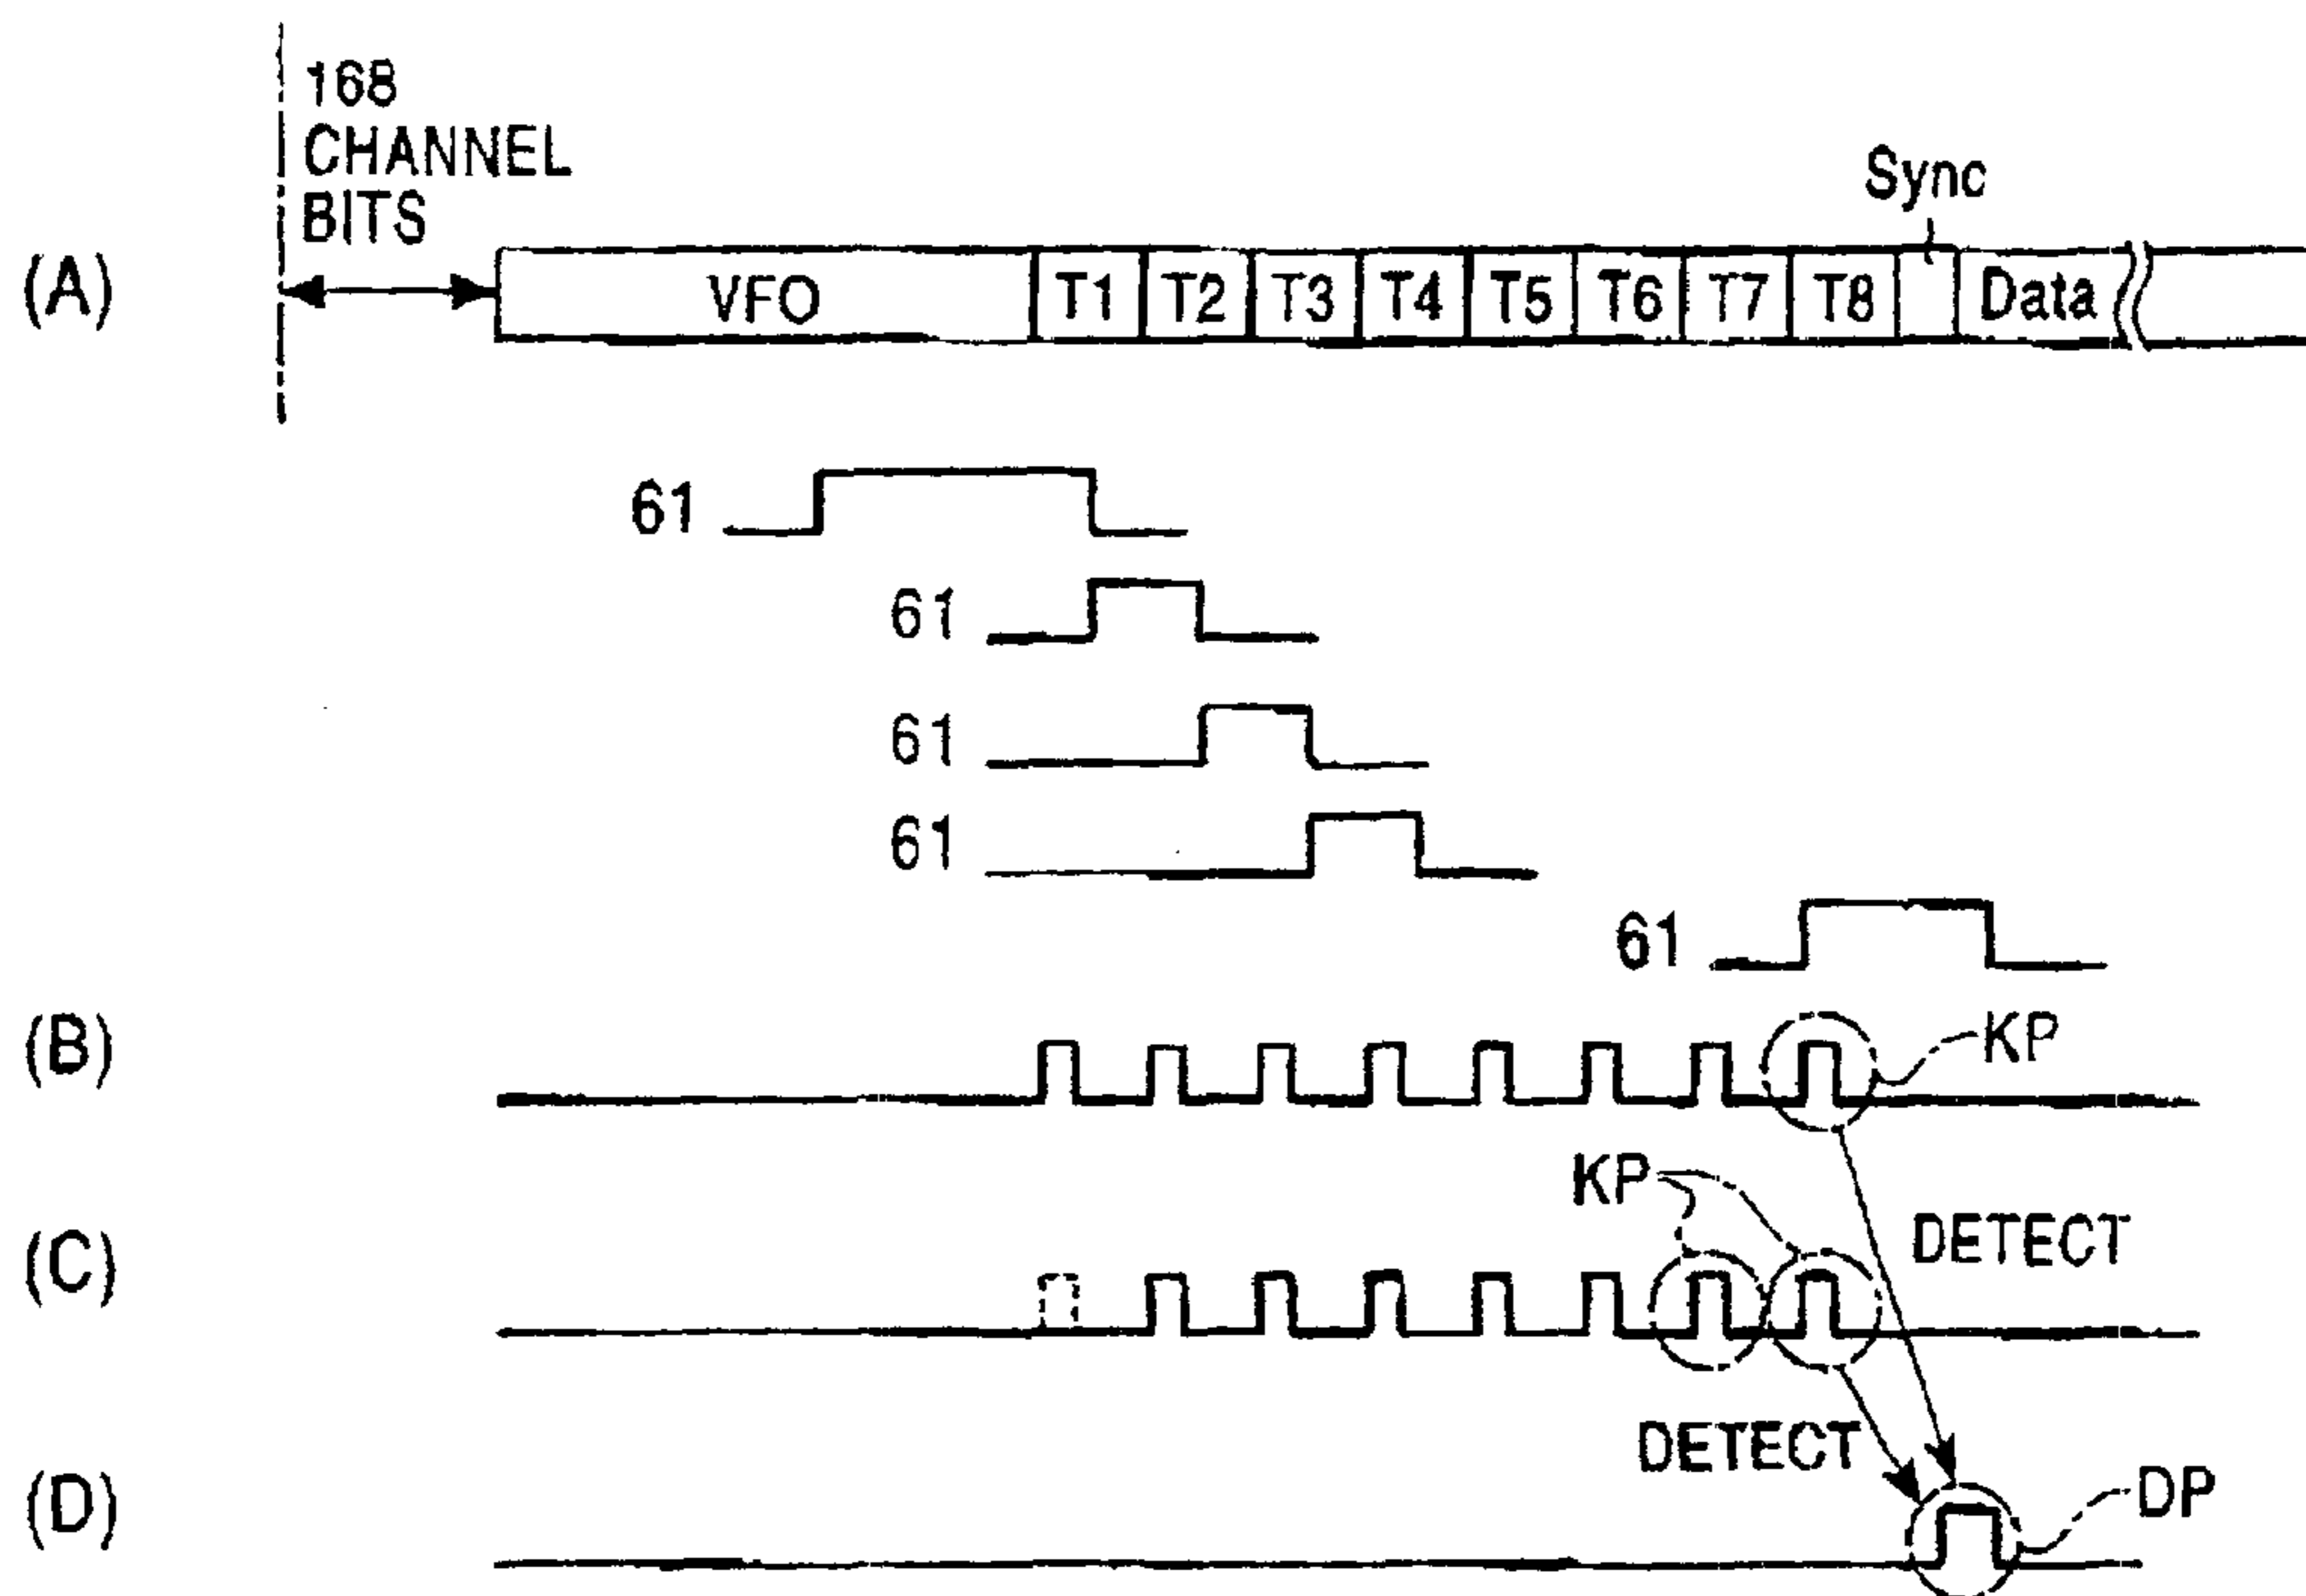 168
CHANNEL
BITS
Sync
(A)
VFO T1 T2 T3 T4 T5 T6 T7 T8 Data
61
61
61
61
61
(B)
KP
KP
DETECT
(C)
DETECT
(D)
DP